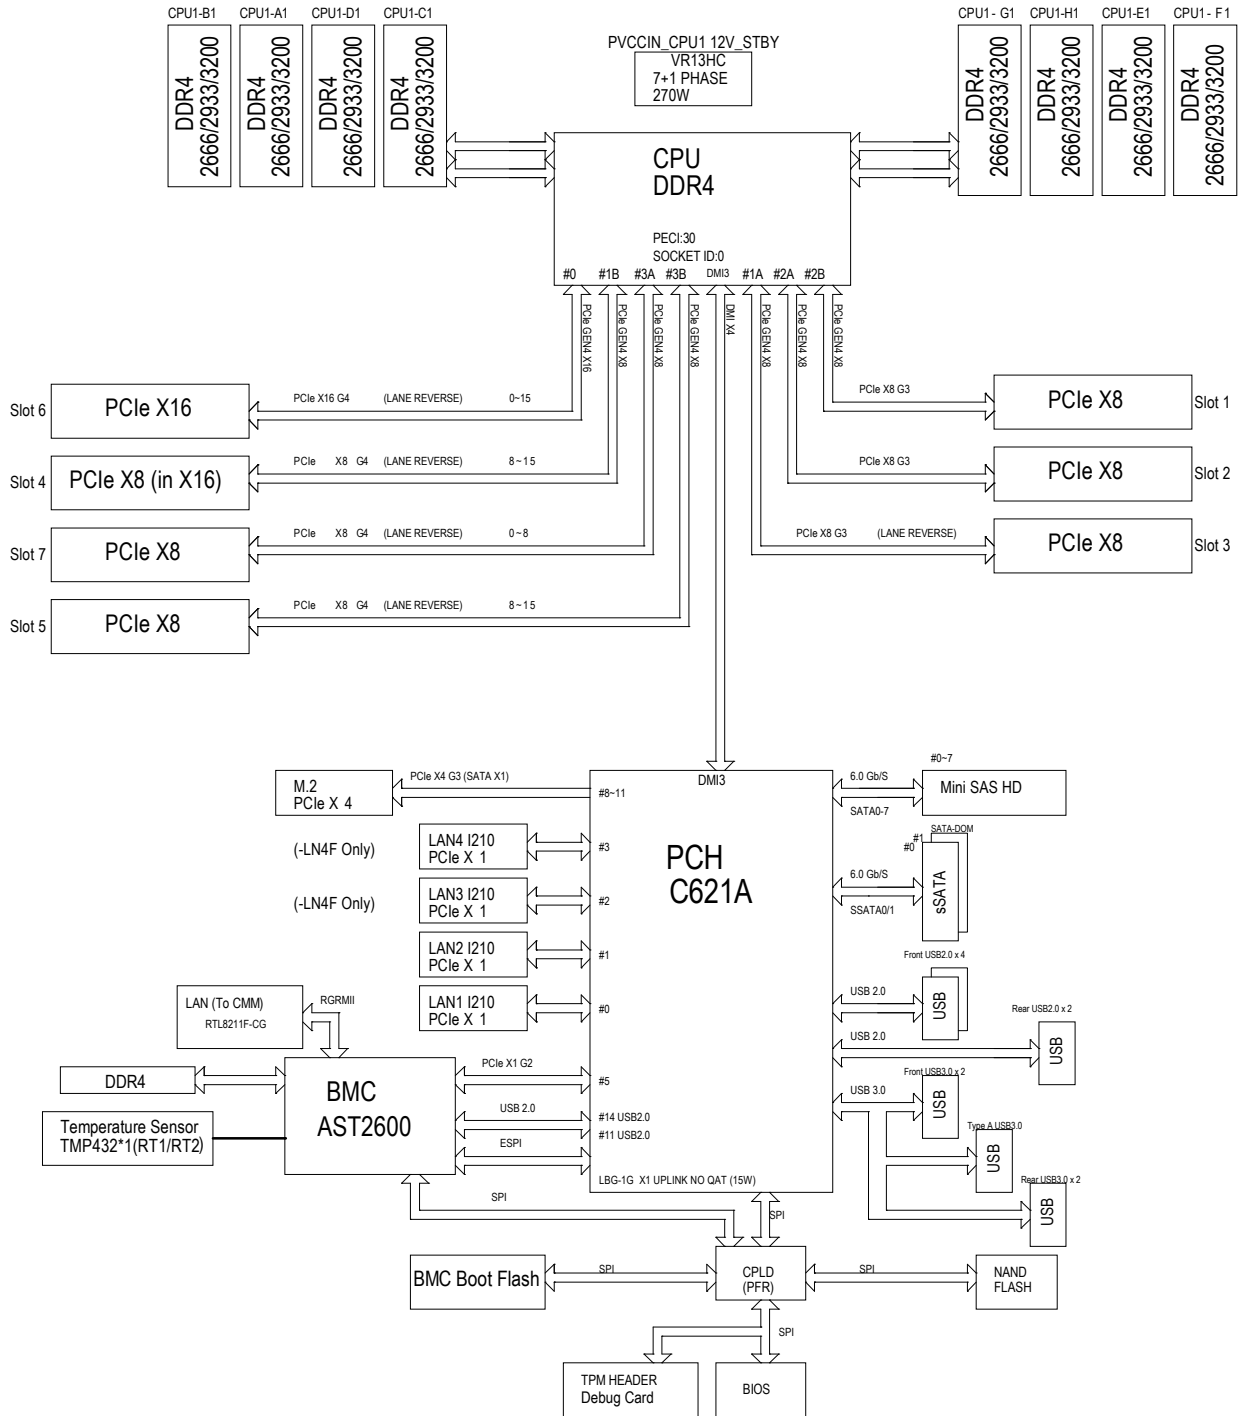 CPU1-B1
CPU1-A1
CPU1-D1
CPU1-C1
CPU1 - G1
CPU1-H1
CPU1-E1
CPU1 - F1
DDR4
2666/2933/3200
DDR4
2666/2933/3200
DDR4
2666/2933/3200
DDR4
2666/2933/3200
PVCCIN_CPU1 12V_STBY
VR13HC
7+1 PHASE
270W
DDR4
2666/2933/3200
DDR4
2666/2933/3200
DDR4
2666/2933/3200
DDR4
2666/2933/3200
CPU
DDR4
PECI:30
SOCKET ID:0
#0 #1B #3A #3B DMI3 #1A #2A #2B
PCIe GEN4 X16
PCIe GEN4 X8
PCIe GEN4 X8
PCIe GEN4 X8
DMI X4
PCIe GEN4 X8
PCIe GEN4 X8
PCIe GEN4 X8
Slot 6
PCIe X16
PCIe X16 G4 (LANE REVERSE) 0~15
PCIe X8 G3
PCIe X8
Slot 1
Slot 4
PCIe X8 (in X16)
PCIe X8 G4 (LANE REVERSE) 8~15
PCIe X8 G3
PCIe X8
Slot 2
Slot 7
PCIe X8
PCIe X8 G4 (LANE REVERSE) 0~8
PCIe X8 G3 (LANE REVERSE)
PCIe X8
Slot 3
Slot 5
PCIe X8
PCIe X8 G4 (LANE REVERSE) 8~15
M.2
PCIe X 4
PCIe X4 G3 (SATA X1)
#8~11
DMI3
6.0 Gb/S
SATA0-7
#0~7
Mini SAS HD
(-LN4F Only)
LAN4 I210
PCIe X 1
#3
PCH
C621A
#1
#0
SATA-DOM
6.0 Gb/S
SSATA0/1
sSATA
(-LN4F Only)
LAN3 I210
PCIe X 1
#2
LAN2 I210
PCIe X 1
#1
Front USB2.0 x 4
USB 2.0
USB
LAN (To CMM)
RTL8211F-CG
RGRMII
LAN1 I210
PCIe X 1
#0
Rear USB2.0 x 2
USB 2.0
USB
DDR4
BMC
AST2600
PCIe X1 G2
#5
Front USB3.0 x 2
USB 3.0
USB
Temperature Sensor
TMP432*1(RT1/RT2)
USB 2.0
#14 USB2.0
#11 USB2.0
ESPI
Type A USB3.0
USB
LBG-1G X1 UPLINK NO QAT (15W)
Rear USB3.0 x 2
USB
SPI
SPI
BMC Boot Flash
SPI
CPLD
(PFR)
SPI
NAND
FLASH
SPI
TPM HEADER
Debug Card
BIOS